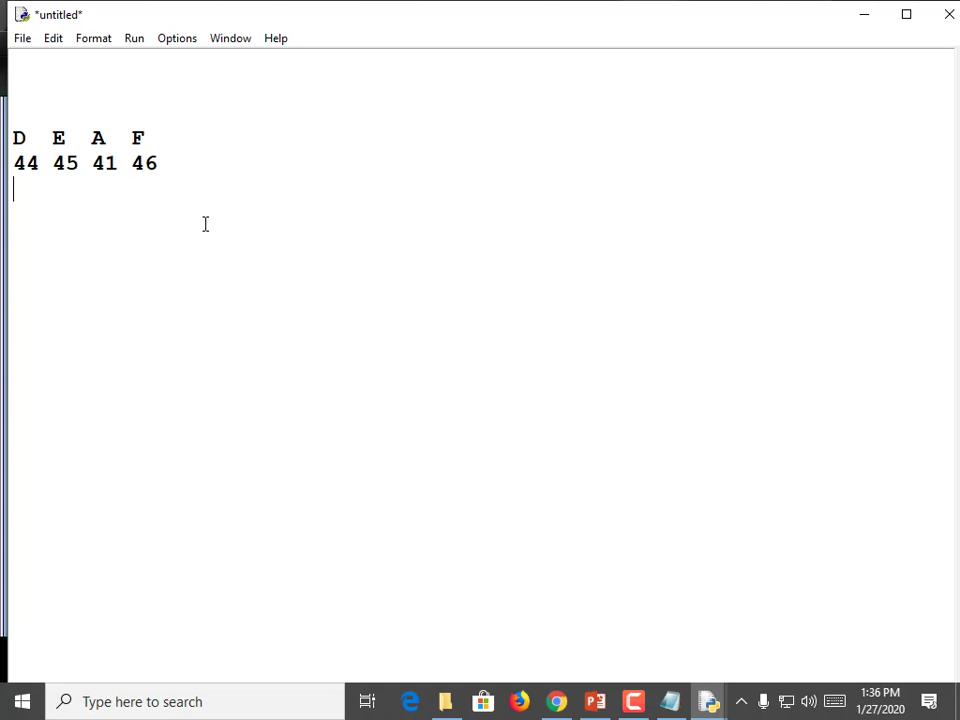 *untitled*
File Edit Format Run Options Window Help
D E A F
44 45 41 46
Type here to search
1:36 PM
1/27/2020